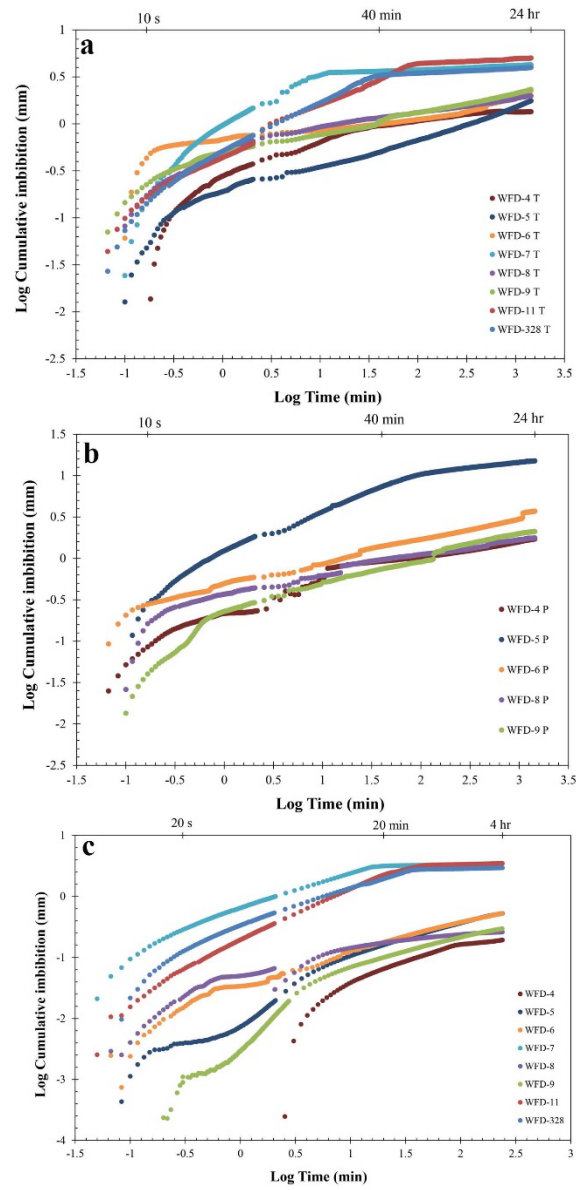 10 s 40 min 24 hr
a
1
0.5
0
-0.5
-1
-1.5
-2
-2.5
Log Cumulative imbibition (mm)
WFD-4 T
WFD-5 T
WFD-6 T
WFD-7 T
WFD-8 T
WFD-9 T
WFD-11 T
WFD-328 T
-1.5 -1 -0.5 0 0.5 1 1.5 2 2.5 3 3.5
Log Time (min)
10 s 40 min 24 hr
b
1.5
1
0.5
0
-0.5
-1
-1.5
-2
-2.5
Log Cumulative imbibition (mm)
WFD-4 P
WFD-5 P
WFD-6 P
WFD-8 P
WFD-9 P
-1.5 -1 -0.5 0 0.5 1 1.5 2 2.5 3 3.5
Log Time (min)
20 s 20 min 4 hr
c
1
0
-1
-2
-3
-4
Log Cumulative imbibition (mm)
WFD-4
WFD-5
WFD-6
WFD-7
WFD-8
WFD-9
WFD-11
WFD-328
-1.5 -1 -0.5 0 0.5 1 1.5 2 2.5 3
Log Time (min)